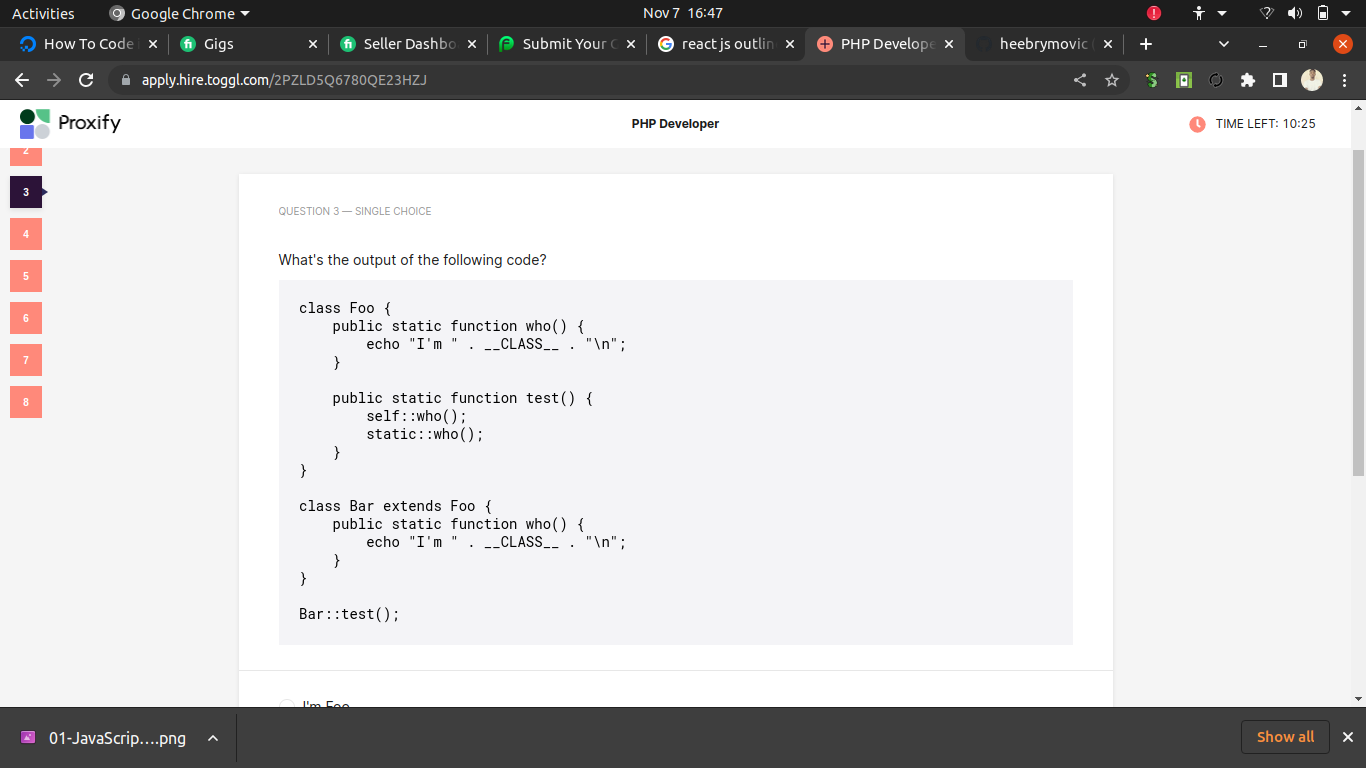 Activities Google Chrome Nov 7 16:47
How To Code Gigs Seller Dashbo Submit Your C react js outlin PHP Develope heebrymovic
apply.hire.toggl.com/2PZLD5Q6780QE23HZJ
Proxify PHP Developer TIME LEFT: 10:25
2
3
4
5
6
7
8
QUESTION 3 — SINGLE CHOICE
What's the output of the following code?
class Foo {
    public static function who() {
        echo "I'm " . __CLASS__ . "\n";
    }
    public static function test() {
        self::who();
        static::who();
    }
}
class Bar extends Foo {
    public static function who() {
        echo "I'm " . __CLASS__ . "\n";
    }
}
Bar::test();
I'm Foo
01-JavaScrip....png Show all